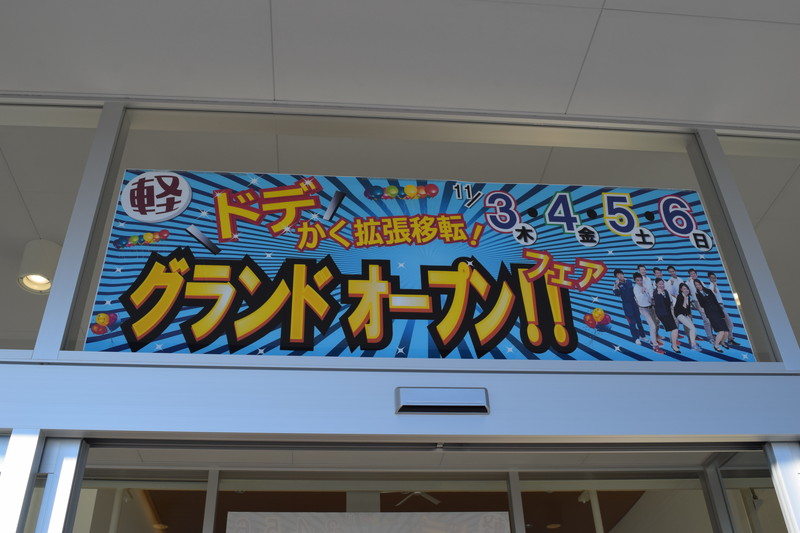 軽
ドデかく拡張移転!
11/3木・4金・5土・6日
グランドオープン!!
フェア